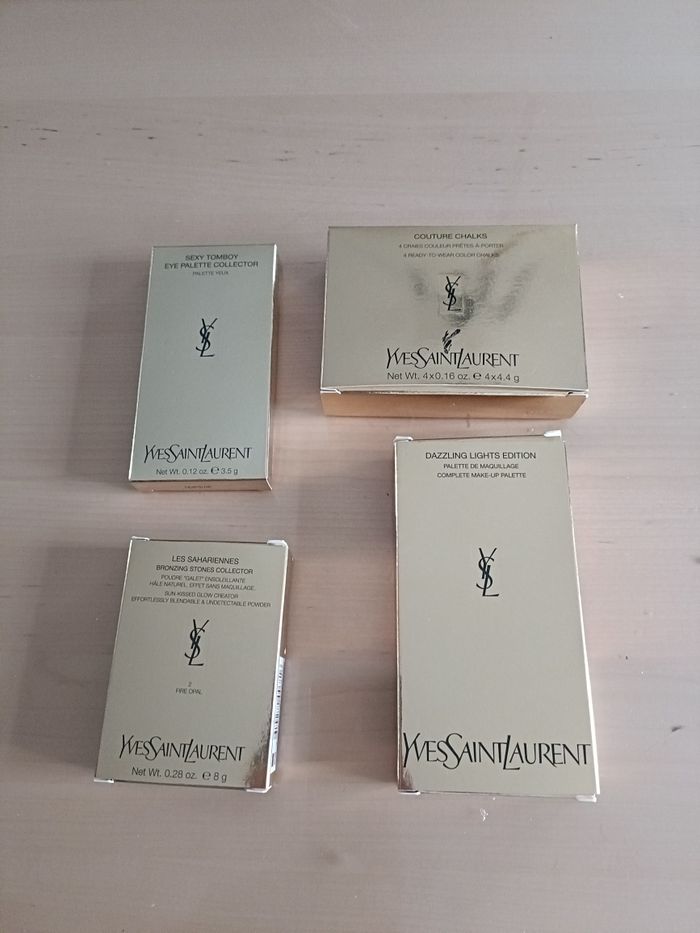 SEXY TOMBOY
EYE PALETTE COLLECTOR
PALETTE YEUX
YSL
YVESSAINTLAURENT
Net Wt. 0.12 oz. ℮ 3.5 g
COUTURE CHALKS
4 CRAIES COULEUR PRÊTES-À-PORTER
4 READY-TO-WEAR COLOR CHALKS
YSL
YVESSAINTLAURENT
Net Wt. 4x0.16 oz. ℮ 4x4.4 g
LES SAHARIENNES
BRONZING STONES COLLECTOR
POUDRE "GALET" ENSOLEILLANTE
HÂLE NATUREL, EFFET SANS MAQUILLAGE.
SUN-KISSED GLOW CREATOR
EFFORTLESSLY BLENDABLE & UNDETECTABLE POWDER
YSL
2
FIRE OPAL
YVESSAINTLAURENT
Net Wt. 0.28 oz. ℮ 8 g
DAZZLING LIGHTS EDITION
PALETTE DE MAQUILLAGE
COMPLETE MAKE-UP PALETTE
YSL
YVESSAINTLAURENT